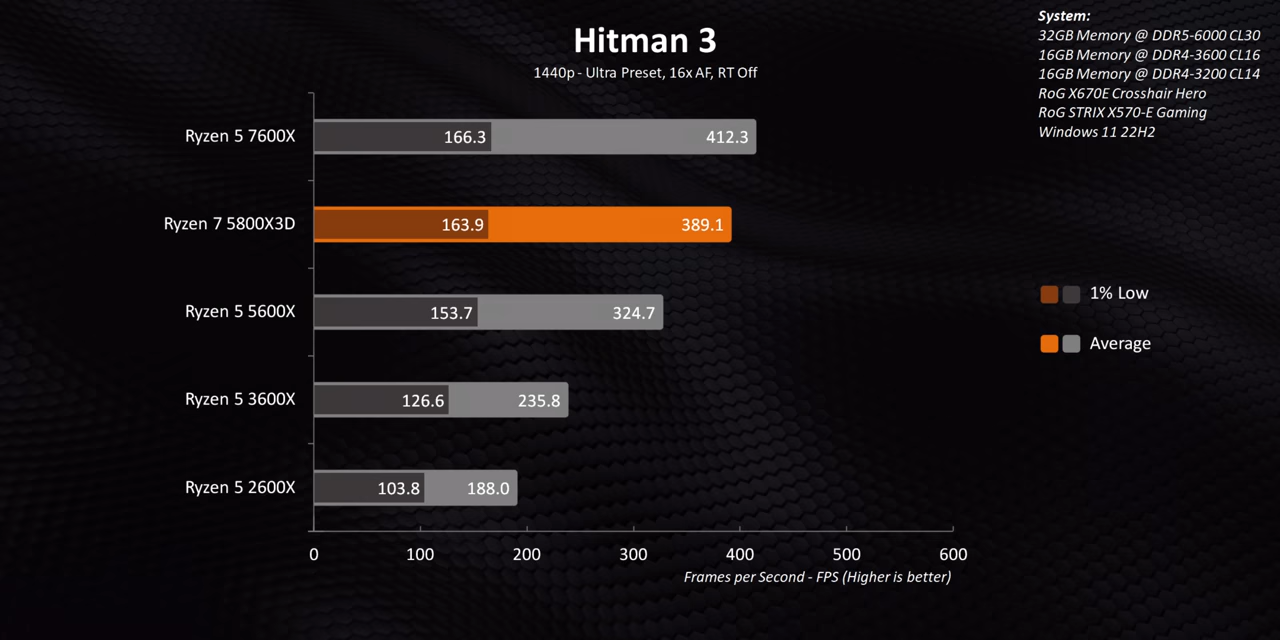 Hitman 3
1440p - Ultra Preset, 16x AF, RT Off
System:
32GB Memory @ DDR5-6000 CL30
16GB Memory @ DDR4-3600 CL16
16GB Memory @ DDR4-3200 CL14
RoG X670E Crosshair Hero
RoG STRIX X570-E Gaming
Windows 11 22H2
Ryzen 5 7600X 166.3 412.3
Ryzen 7 5800X3D 163.9 389.1
Ryzen 5 5600X 153.7 324.7
Ryzen 5 3600X 126.6 235.8
Ryzen 5 2600X 103.8 188.0
1% Low
Average
0 100 200 300 400 500 600
Frames per Second - FPS (Higher is better)